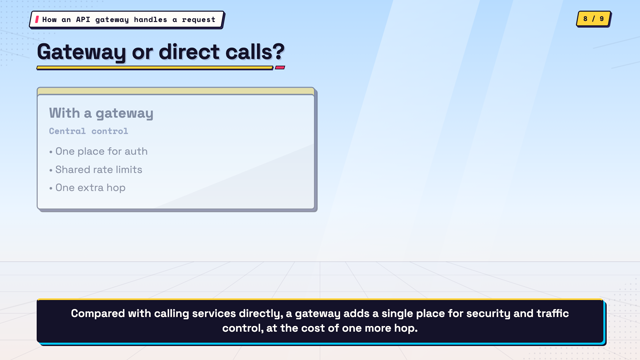 How an API gateway handles a request
8 / 9
Gateway or direct calls?
With a gateway
Central control
• One place for auth
• Shared rate limits
• One extra hop
Compared with calling services directly, a gateway adds a single place for security and traffic
control, at the cost of one more hop.